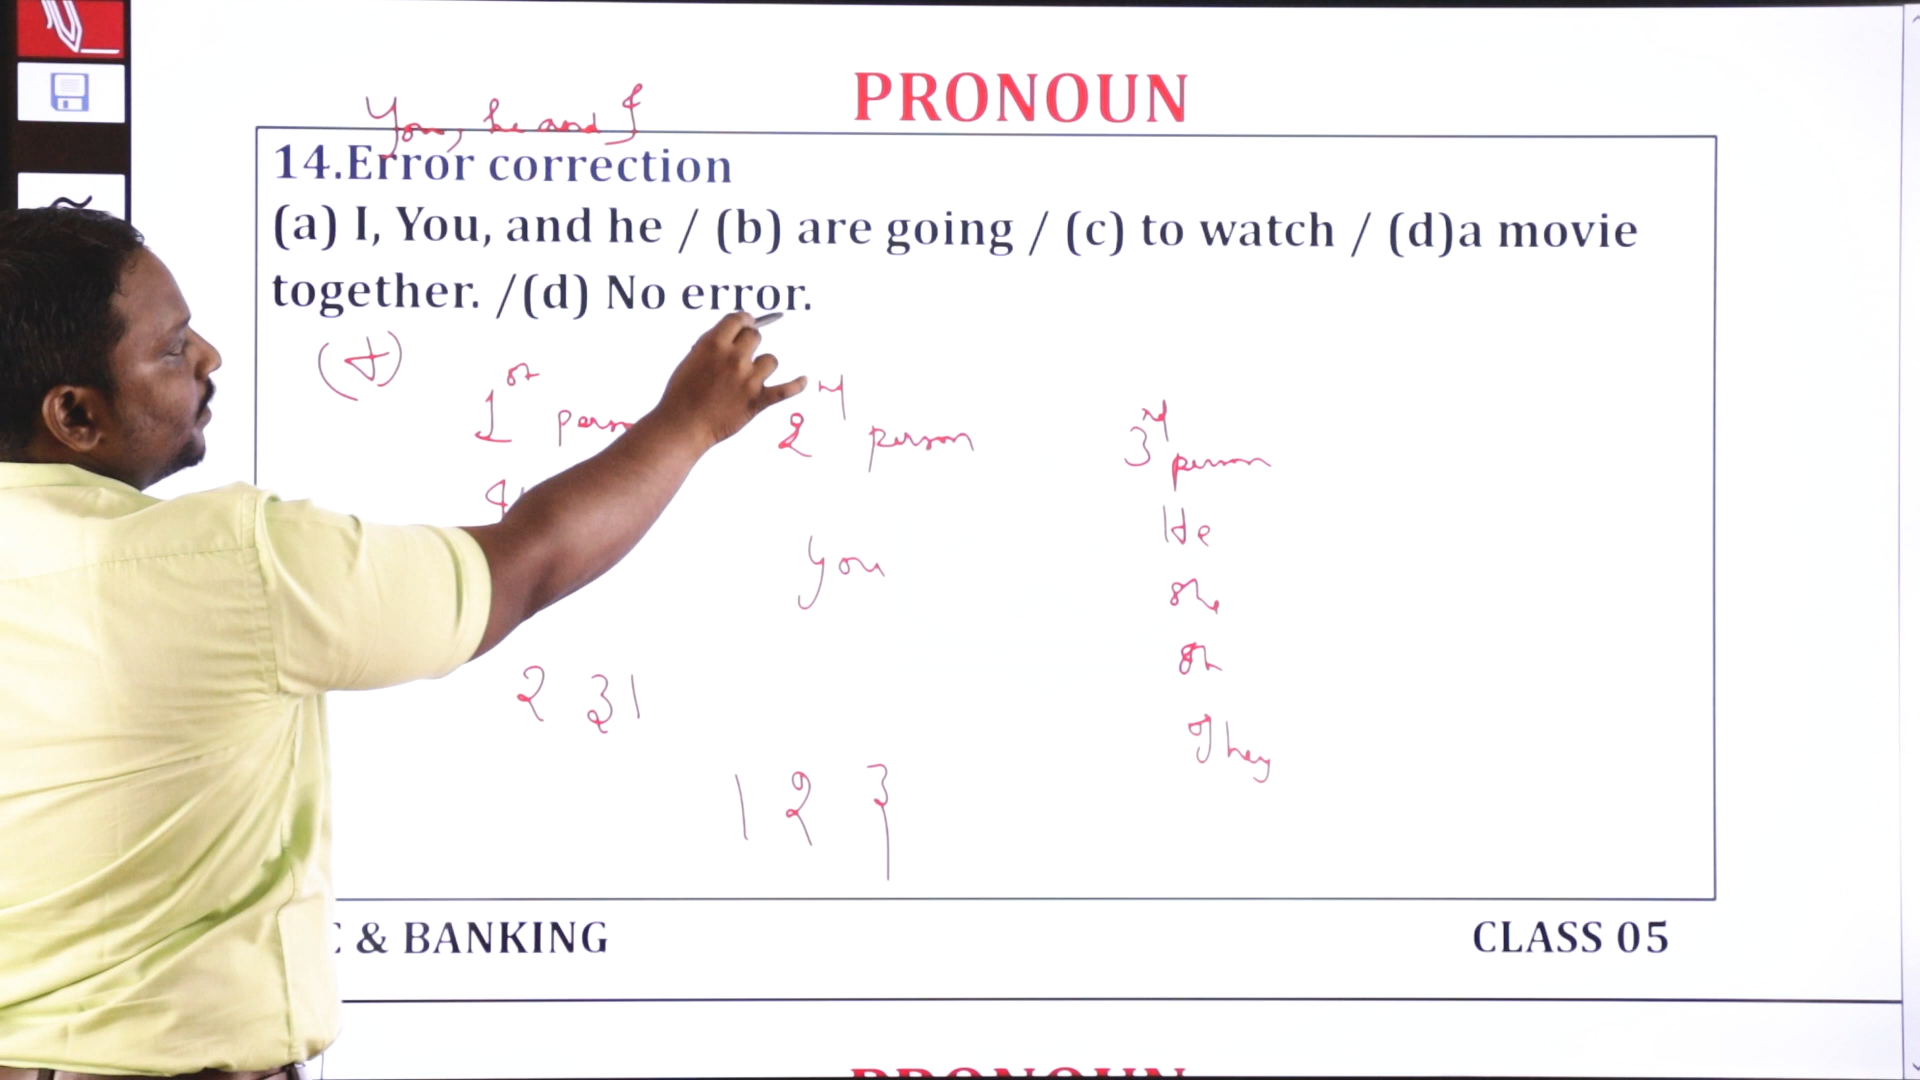 PRONOUN
You, he and I
14.Error correction
(a) I, You, and he / (b) are going / (c) to watch / (d)a movie
together. /(d) No error.
(+)
1st person 2nd person 3rd person
He
you
she
They
2 3 1
1 2 3
& BANKING CLASS 05
PRONOUN